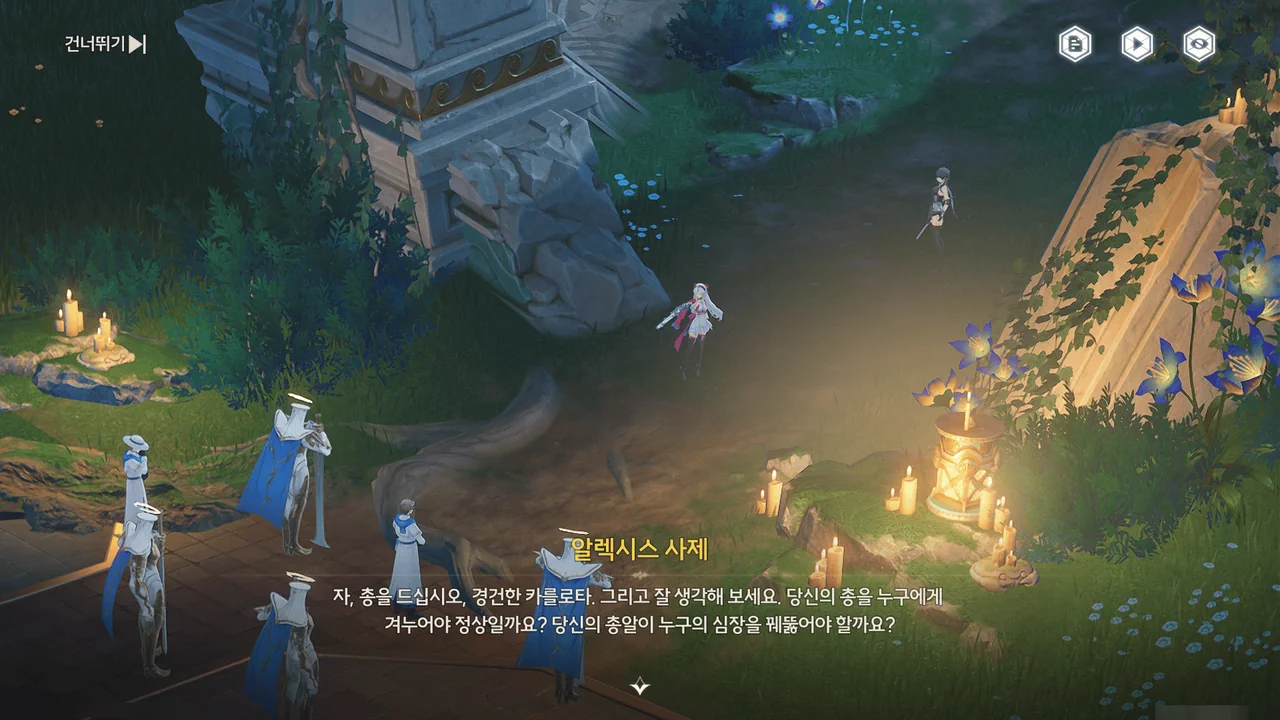 건너뛰기
알렉시스 사제
자, 총을 드십시오, 경건한 카를로타. 그리고 잘 생각해 보세요. 당신의 총을 누구에게
겨누어야 정상일까요? 당신의 총알이 누구의 심장을 꿰뚫어야 할까요?